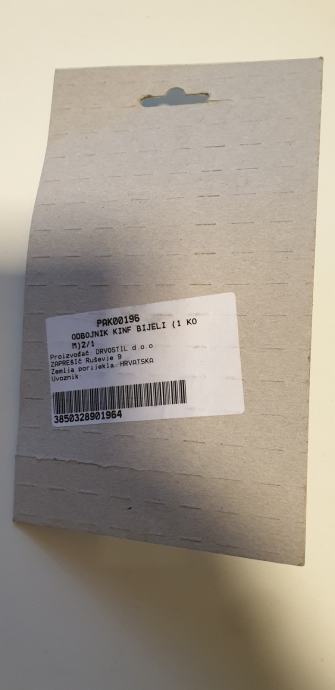 PAK00196
ODBOJNIK KINF BIJELI (1 KO
M)2/1
Proizvođač: DRVOSTIL d.o.o
ZAPREŠIĆ Ruševje 9
Zemlja porijekla: HRVATSKA
Uvoznik:
3850328901964